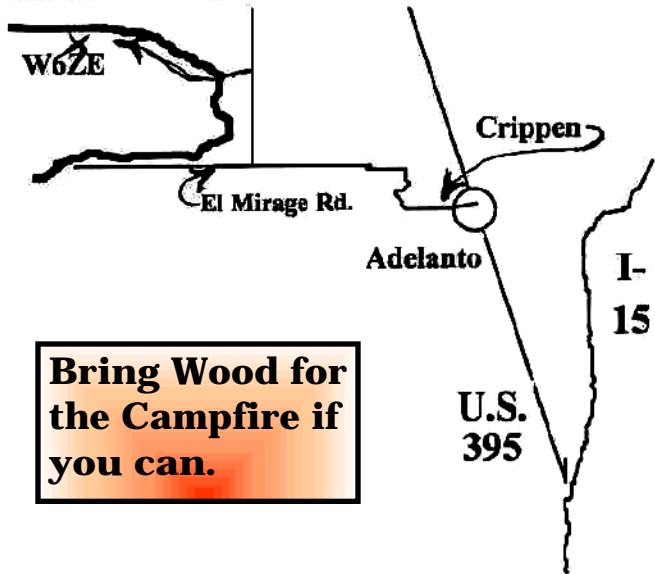 W6ZE
Crippen
El Mirage Rd.
Adelanto
I-
15
Bring Wood for
the Campfire if
you can.
U.S.
395